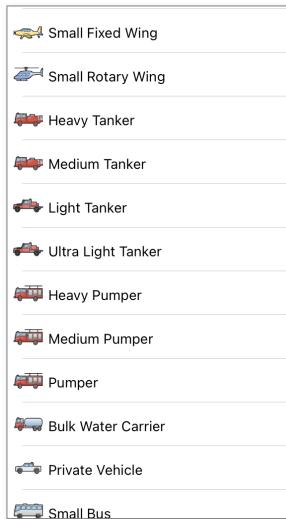 Small Fixed Wing
Small Rotary Wing
Heavy Tanker
Medium Tanker
Light Tanker
Ultra Light Tanker
Heavy Pumper
Medium Pumper
Pumper
Bulk Water Carrier
Private Vehicle
Small Bus